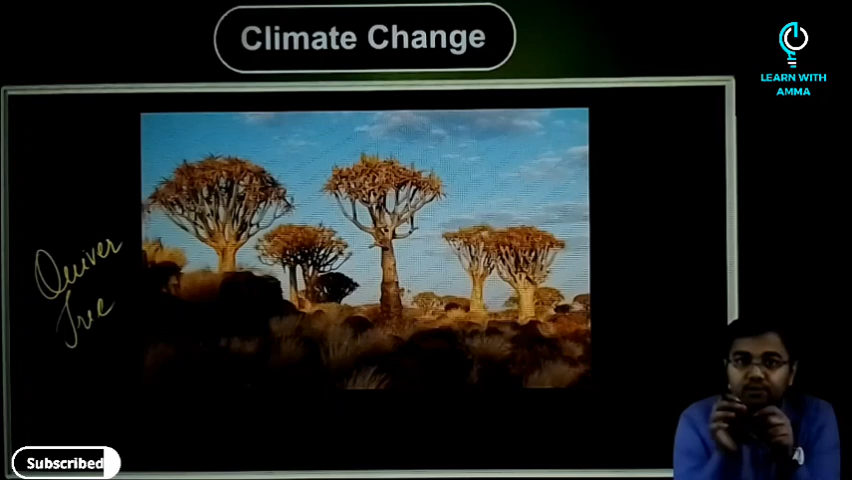 Climate Change
LEARN WITH
AMMA
Quiver
Tree
Subscribed